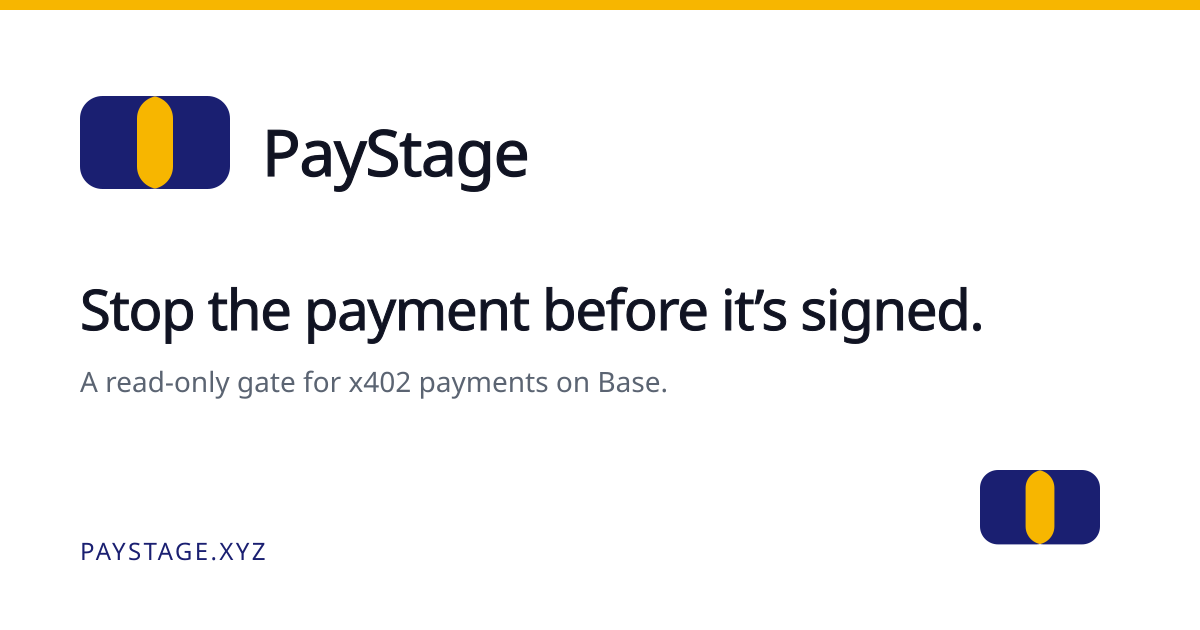 PayStage
Stop the payment before it’s signed.
A read-only gate for x402 payments on Base.
PAYSTAGE.XYZ